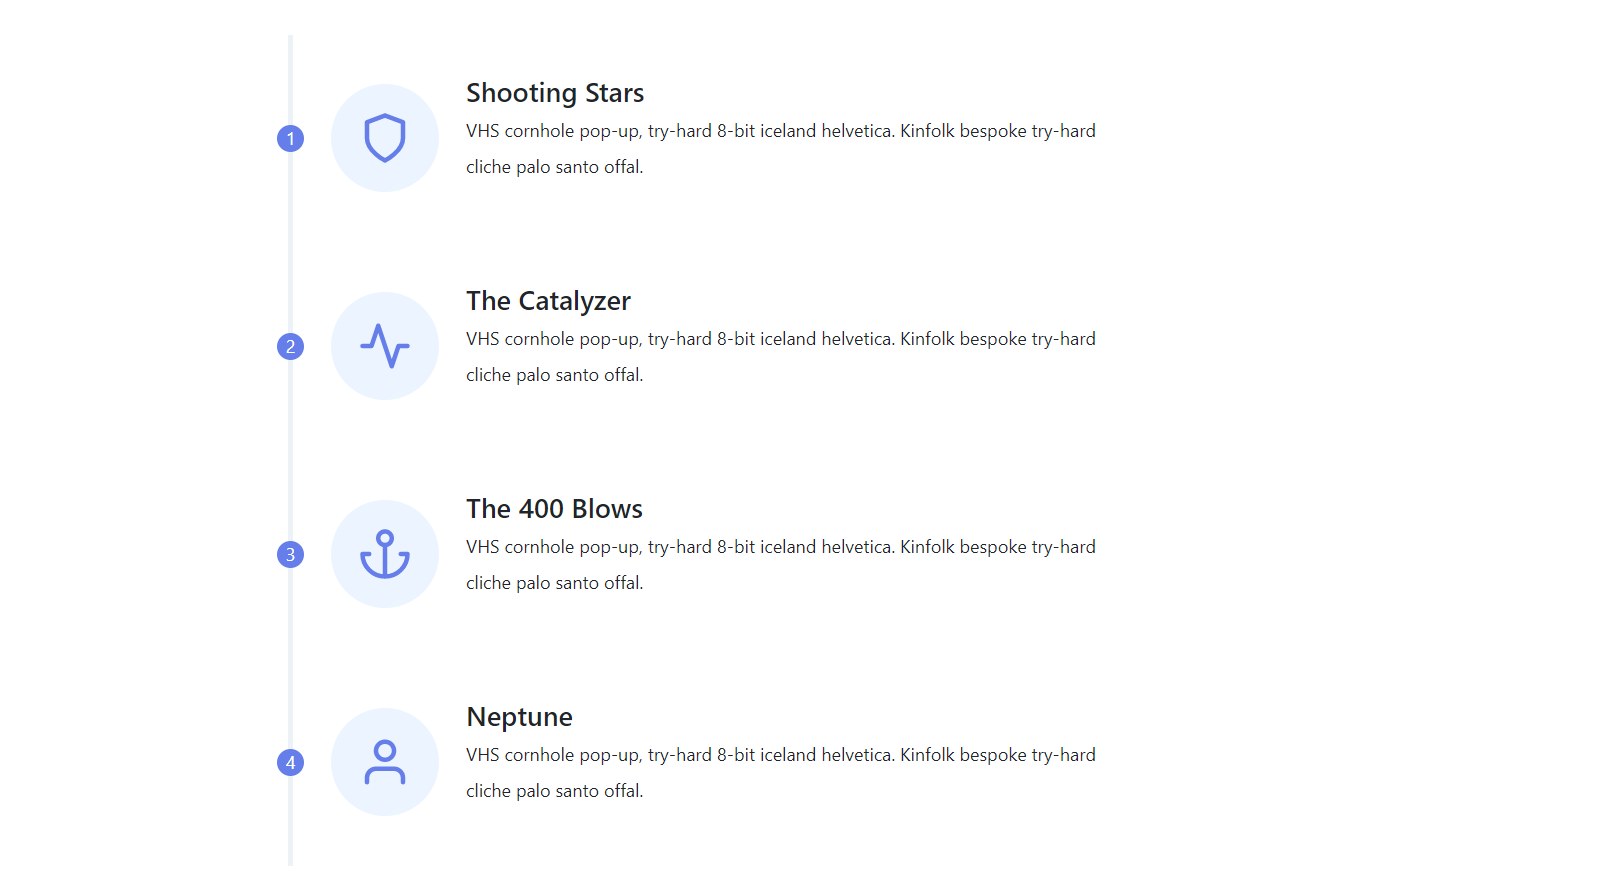 Shooting Stars
1
VHS cornhole pop-up, try-hard 8-bit iceland helvetica. Kinfolk bespoke try-hard
cliche palo santo offal.
The Catalyzer
2
VHS cornhole pop-up, try-hard 8-bit iceland helvetica. Kinfolk bespoke try-hard
cliche palo santo offal.
The 400 Blows
3
VHS cornhole pop-up, try-hard 8-bit iceland helvetica. Kinfolk bespoke try-hard
cliche palo santo offal.
Neptune
4
VHS cornhole pop-up, try-hard 8-bit iceland helvetica. Kinfolk bespoke try-hard
cliche palo santo offal.